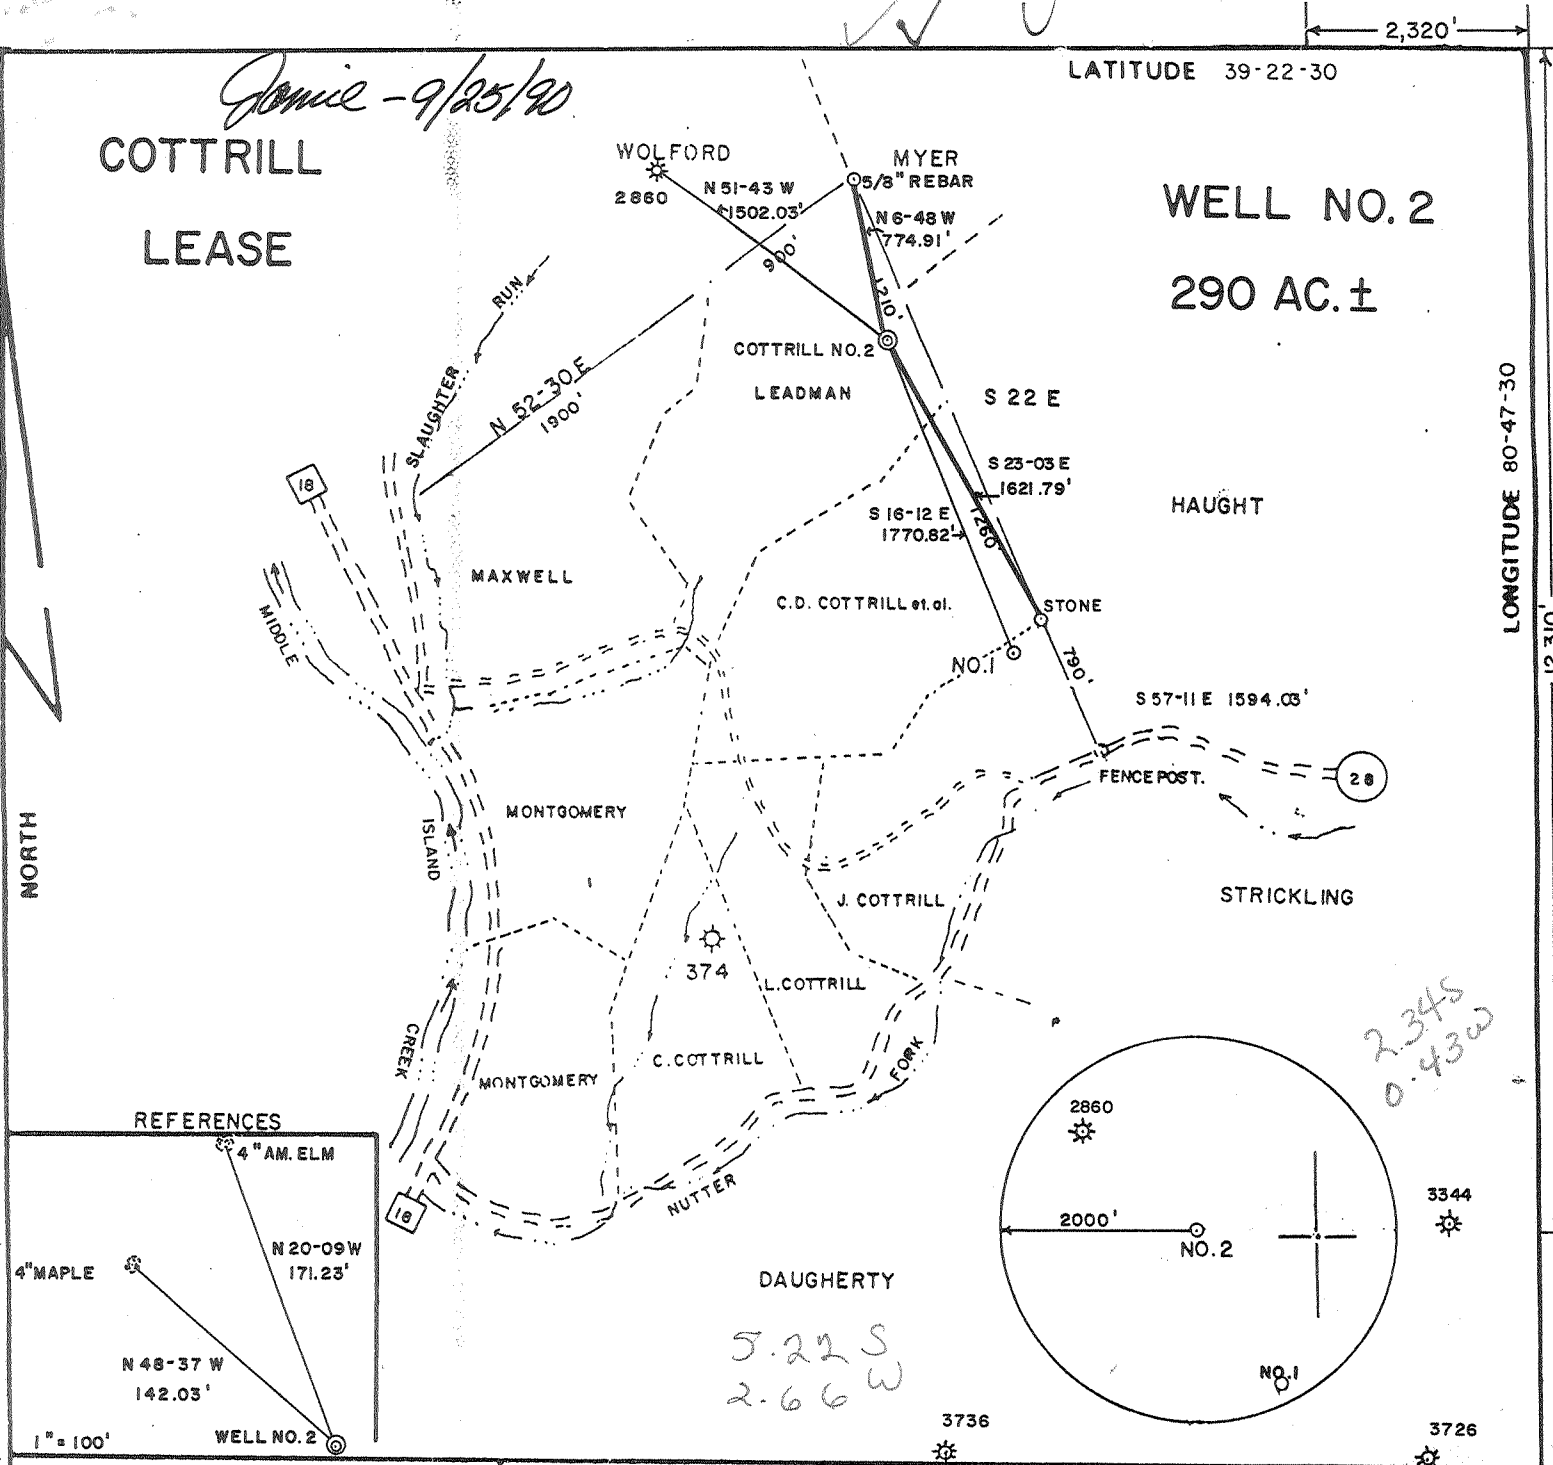 2,320'
LATITUDE 39-22-30
Jamie - 9/25/90
COTTRILL
LEASE
WOLFORD
2860
N 51-43 W
1502.03'
MYER
5/8" REBAR
N 6-48 W
774.91'
WELL NO. 2
290 AC. ±
900'
1210'
RUN
SLAUGHTER
COTTRILL NO. 2
LEADMAN
N 52-30 E
1900'
S 22 E
LONGITUDE 80-47-30
12,310'
S 23-03 E
1621.79'
1260'
S 16-12 E
1770.82'
HAUGHT
18
MAXWELL
MIDDLE
C.D. COTTRILL et.al.
STONE
NO. 1
790'
S 57-11 E 1594.03'
28
FENCE POST.
MONTGOMERY
ISLAND
NORTH
J. COTTRILL
STRICKLING
374
L. COTTRILL
2.34 S
0.43 W
CREEK
C. COTTRILL
FORK
MONTGOMERY
NUTTER
18
REFERENCES
4" AM. ELM
N 20-09 W
171.23'
4" MAPLE
N 48-37 W
142.03'
WELL NO. 2
1" = 100'
2860
2000'
NO. 2
3344
NO. 1
DAUGHERTY
5.22 S
2.66 W
3736
3726